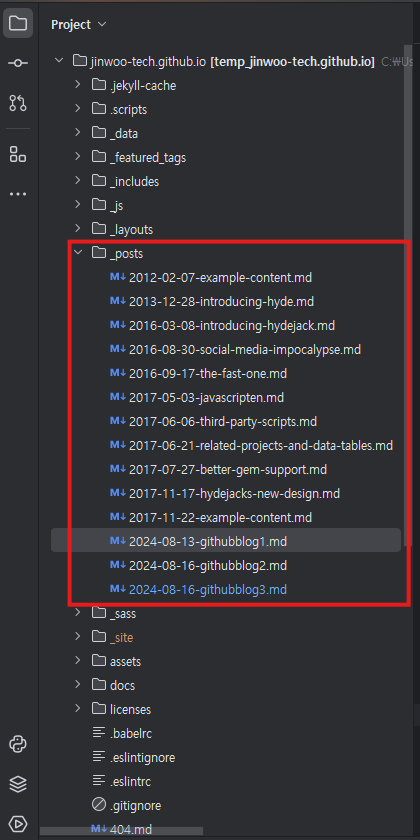 Project
jinwoo-tech.github.io [temp_jinwoo-tech.github.io] C:₩Us
.jekyll-cache
.scripts
_data
_featured_tags
_includes
_js
_layouts
_posts
M↓ 2012-02-07-example-content.md
M↓ 2013-12-28-introducing-hyde.md
M↓ 2016-03-08-introducing-hydejack.md
M↓ 2016-08-30-social-media-impocalypse.md
M↓ 2016-09-17-the-fast-one.md
M↓ 2017-05-03-javascripten.md
M↓ 2017-06-06-third-party-scripts.md
M↓ 2017-06-21-related-projects-and-data-tables.md
M↓ 2017-07-27-better-gem-support.md
M↓ 2017-11-17-hydejacks-new-design.md
M↓ 2017-11-22-example-content.md
M↓ 2024-08-13-githubblog1.md
M↓ 2024-08-16-githubblog2.md
M↓ 2024-08-16-githubblog3.md
_sass
_site
assets
docs
licenses
.babelrc
.eslintignore
.eslintrc
.gitignore
M↓ 404.md